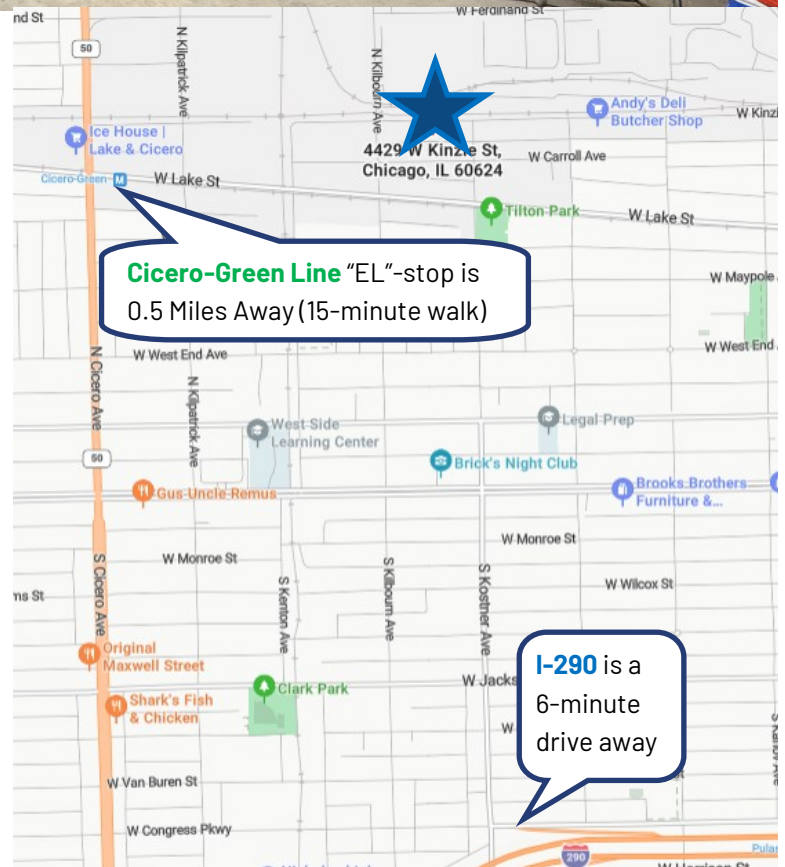 W Ferdinand St
nd St
50
N Kilpatrick Ave
N Kilbourn Ave
Andy's Deli
Butcher Shop
W Kinzi
Ice House |
Lake & Cicero
4429 W Kinzie St,
Chicago, IL 60624
W Carroll Ave
Cicero-Green
M
W Lake St
Tilton Park
W Lake St
Cicero-Green Line "EL"-stop is
0.5 Miles Away (15-minute walk)
W Maypole
W West End Ave
W West End
N Cicero Ave
N Kilpatrick Ave
West Side
Learning Center
Legal Prep
50
Brick's Night Club
Gus Uncle Remus
Brooks Brothers
Furniture &...
W Monroe St
W Monroe St
S Cicero Ave
S Kenton Ave
S Kilbourn Ave
S Kostner Ave
W Wilcox St
ms St
Original
Maxwell Street
Shark's Fish
& Chicken
Clark Park
W Jacks
W
I-290 is a
6-minute
drive away
W Van Buren St
W Congress Pkwy
290
Pulas
W Harrison St